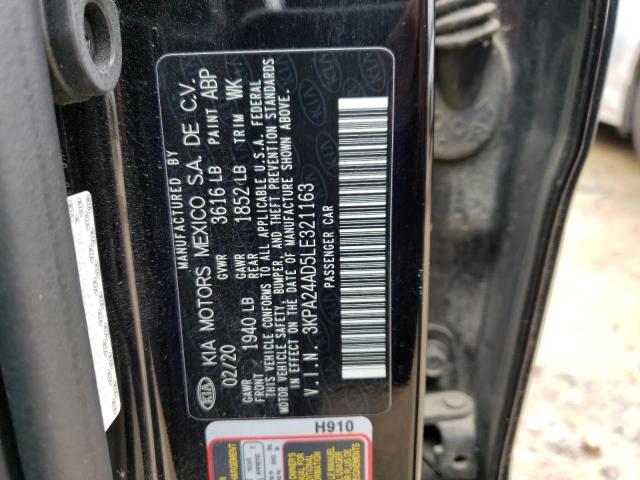 MANUFACTURED BY
KIA KIA MOTORS MEXICO S.A. DE C.V.
02/20 GVWR 3616 LB PAINT ABP
GAWR FRONT 1940 LB GAWR REAR 1852 LB TRIM WK
THIS VEHICLE CONFORMS TO ALL APPLICABLE U.S.A. FEDERAL
MOTOR VEHICLE SAFETY, BUMPER, AND THEFT PREVENTION STANDARDS
IN EFFECT ON THE DATE OF MANUFACTURE SHOWN ABOVE.
V.I.N. 3KPA24AD5LE321163
PASSENGER CAR
H910